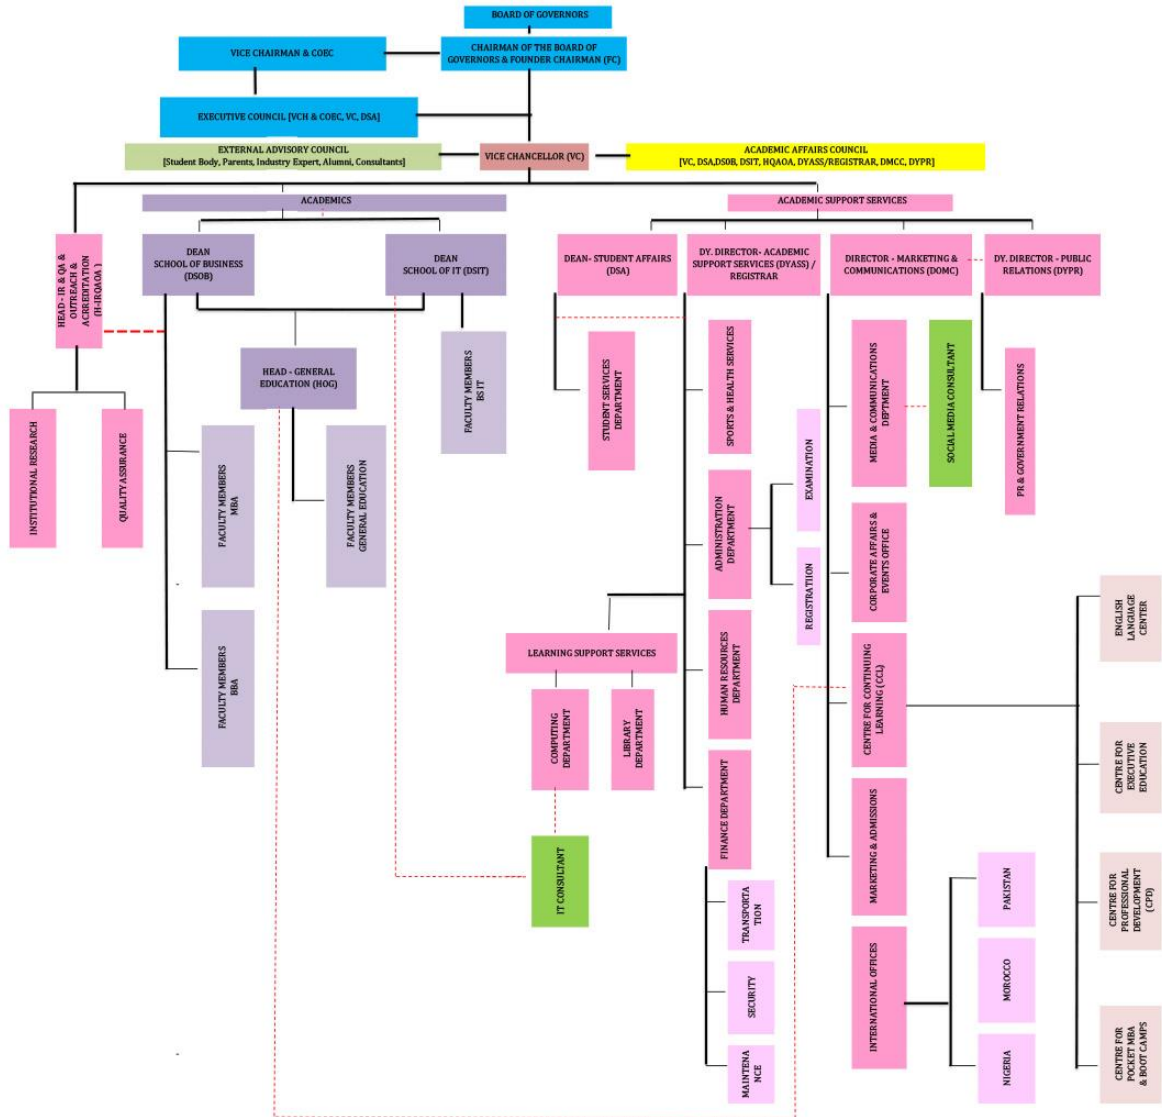 BOARD OF GOVERNORS
VICE CHAIRMAN & COEC
CHAIRMAN OF THE BOARD OF
GOVERNORS & FOUNDER CHAIRMAN (FC)
EXECUTIVE COUNCIL [VCH & COEC, VC, DSA]
EXTERNAL ADVISORY COUNCIL
[Student Body, Parents, Industry Expert, Alumni, Consultants]
VICE CHANCELLOR (VC)
ACADEMIC AFFAIRS COUNCIL
[VC, DSA,DSOB, DSIT, HQAOA, DYASS/REGISTRAR, DMCC, DYPR]
ACADEMICS
ACADEMIC SUPPORT SERVICES
HEAD - IR & QA &
OUTREACH &
ACRREDITATION
(H-IRQAOA )
DEAN
SCHOOL OF BUSINESS (DSOB)
DEAN
SCHOOL OF IT (DSIT)
DEAN- STUDENT AFFAIRS
(DSA)
DY. DIRECTOR- ACADEMIC
SUPPORT SERVICES (DYASS) /
REGISTRAR
DIRECTOR - MARKETING &
COMMUNICATIONS (DOMC)
DY. DIRECTOR - PUBLIC
RELATIONS (DYPR)
HEAD - GENERAL
EDUCATION (HOG)
FACULTY MEMBERS
BS IT
STUDENT SERVICES
DEPARTMENT
SPORTS & HEALTH SERVICES
MEDIA & COMMUNICATIONS
DEPTMENT
SOCIAL MEDIA CONSULTANT
PR & GOVERNMENT RELATIONS
INSTITUTIONAL RESEARCH
QUALITY ASSURANCE
FACULTY MEMBERS
MBA
FACULTY MEMBERS
GENERAL EDUCATION
ADMINISTRATION
DEPARTMENT
EXAMINATION
REGISTRATIION
CORPORATE AFFAIRS &
EVENTS OFFICE
ENGLISH
LANGUAGE
CENTER
FACULTY MEMBERS
BBA
LEARNING SUPPORT SERVICES
COMPUTING
DEPARTMENT
LIBRARY
DEPARTMENT
HUMAN RESOURCES
DEPARTMENT
CENTRE FOR CONTINUING
LEARNING (CCL)
CENTRE FOR
EXECUTIVE
EDUCATION
IT CONSULTANT
FINANCE DEPARTMENT
MARKETING & ADMISSIONS
CENTRE FOR
PROFESSIONAL
DEVELOPMENT
(CPD)
TRANSPORTA
TION
SECURITY
MAINTENA
NCE
INTERNATIONAL OFFICES
PAKISTAN
MOROCCO
NIGERIA
CENTRE FOR
POCKET MBA
& BOOT CAMPS